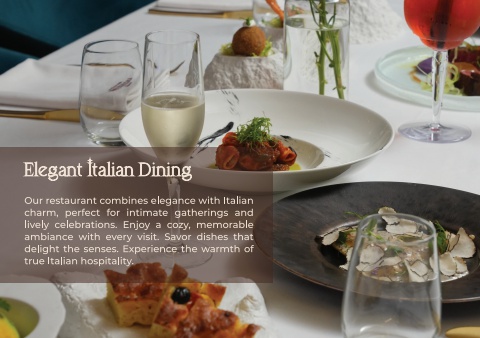 Elegant Italian Dining
Our restaurant combines elegance with Italian
charm, perfect for intimate gatherings and
lively celebrations. Enjoy a cozy, memorable
ambiance with every visit. Savor dishes that
delight the senses. Experience the warmth of
true Italian hospitality.